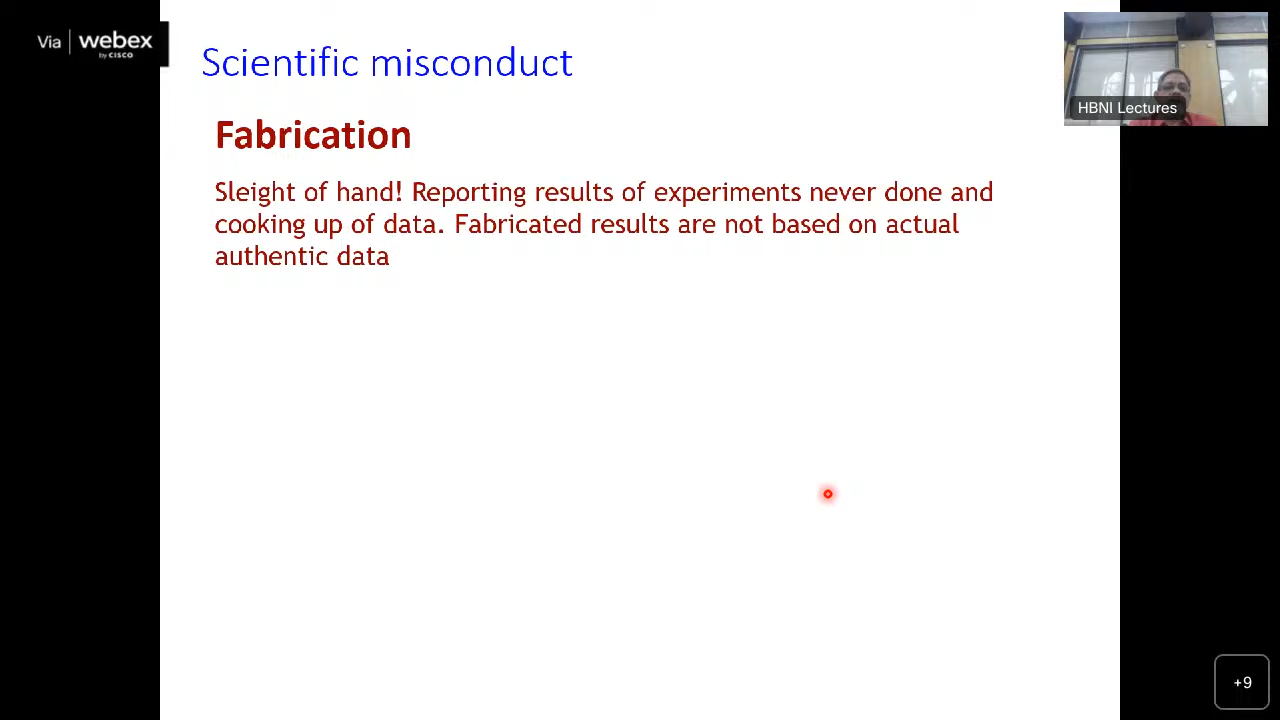 Via webex
by CISCO
Scientific misconduct
HBNI Lectures
Fabrication
Sleight of hand! Reporting results of experiments never done and
cooking up of data. Fabricated results are not based on actual
authentic data
+9